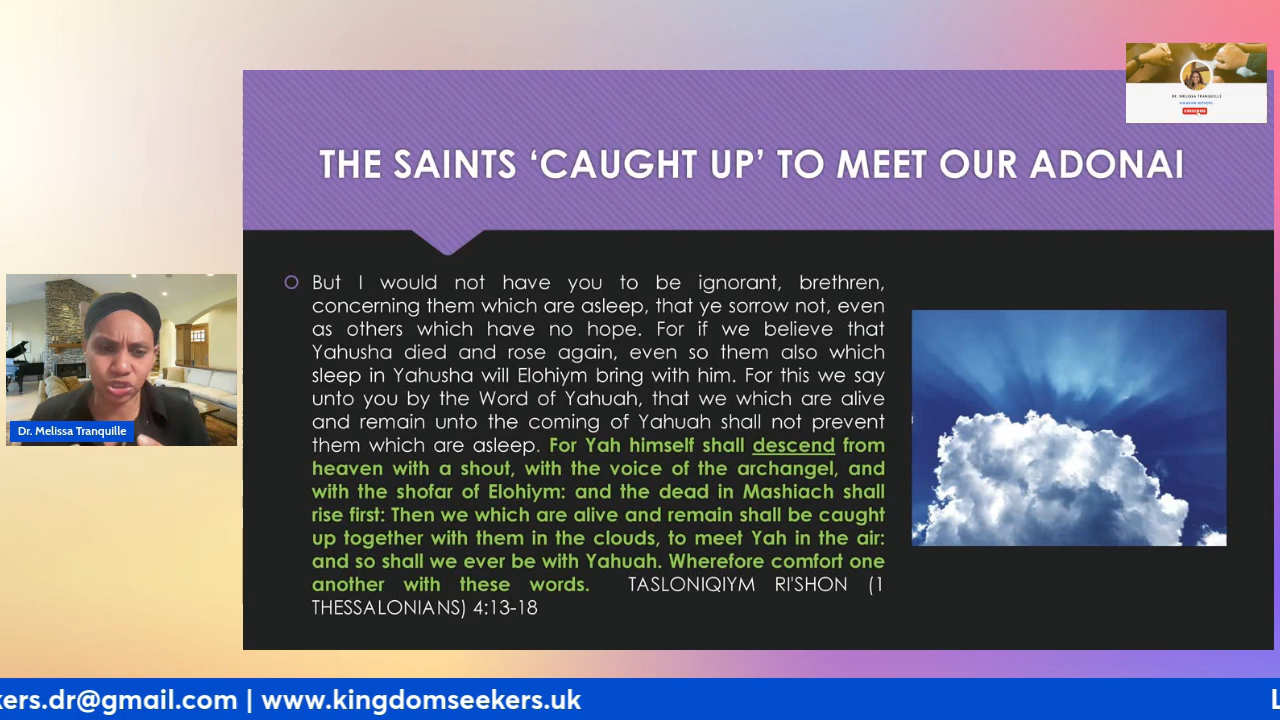 DR. MELISSA TRANQUILLE
THE SAINTS ‘CAUGHT UP’ TO MEET OUR ADONAI
But I would not have you to be ignorant, brethren,
concerning them which are asleep, that ye sorrow not, even
as others which have no hope. For if we believe that
Yahusha died and rose again, even so them also which
sleep in Yahusha will Elohiym bring with him. For this we say
unto you by the Word of Yahuah, that we which are alive
and remain unto the coming of Yahuah shall not prevent
them which are asleep. For Yah himself shall descend from
heaven with a shout, with the voice of the archangel, and
with the shofar of Elohiym: and the dead in Mashiach shall
rise first: Then we which are alive and remain shall be caught
up together with them in the clouds, to meet Yah in the air:
and so shall we ever be with Yahuah. Wherefore comfort one
another with these words. TASLONIQIYM RI'SHON (1
THESSALONIANS) 4:13-18
Dr. Melissa Tranquille
kers.dr@gmail.com | www.kingdomseekers.uk